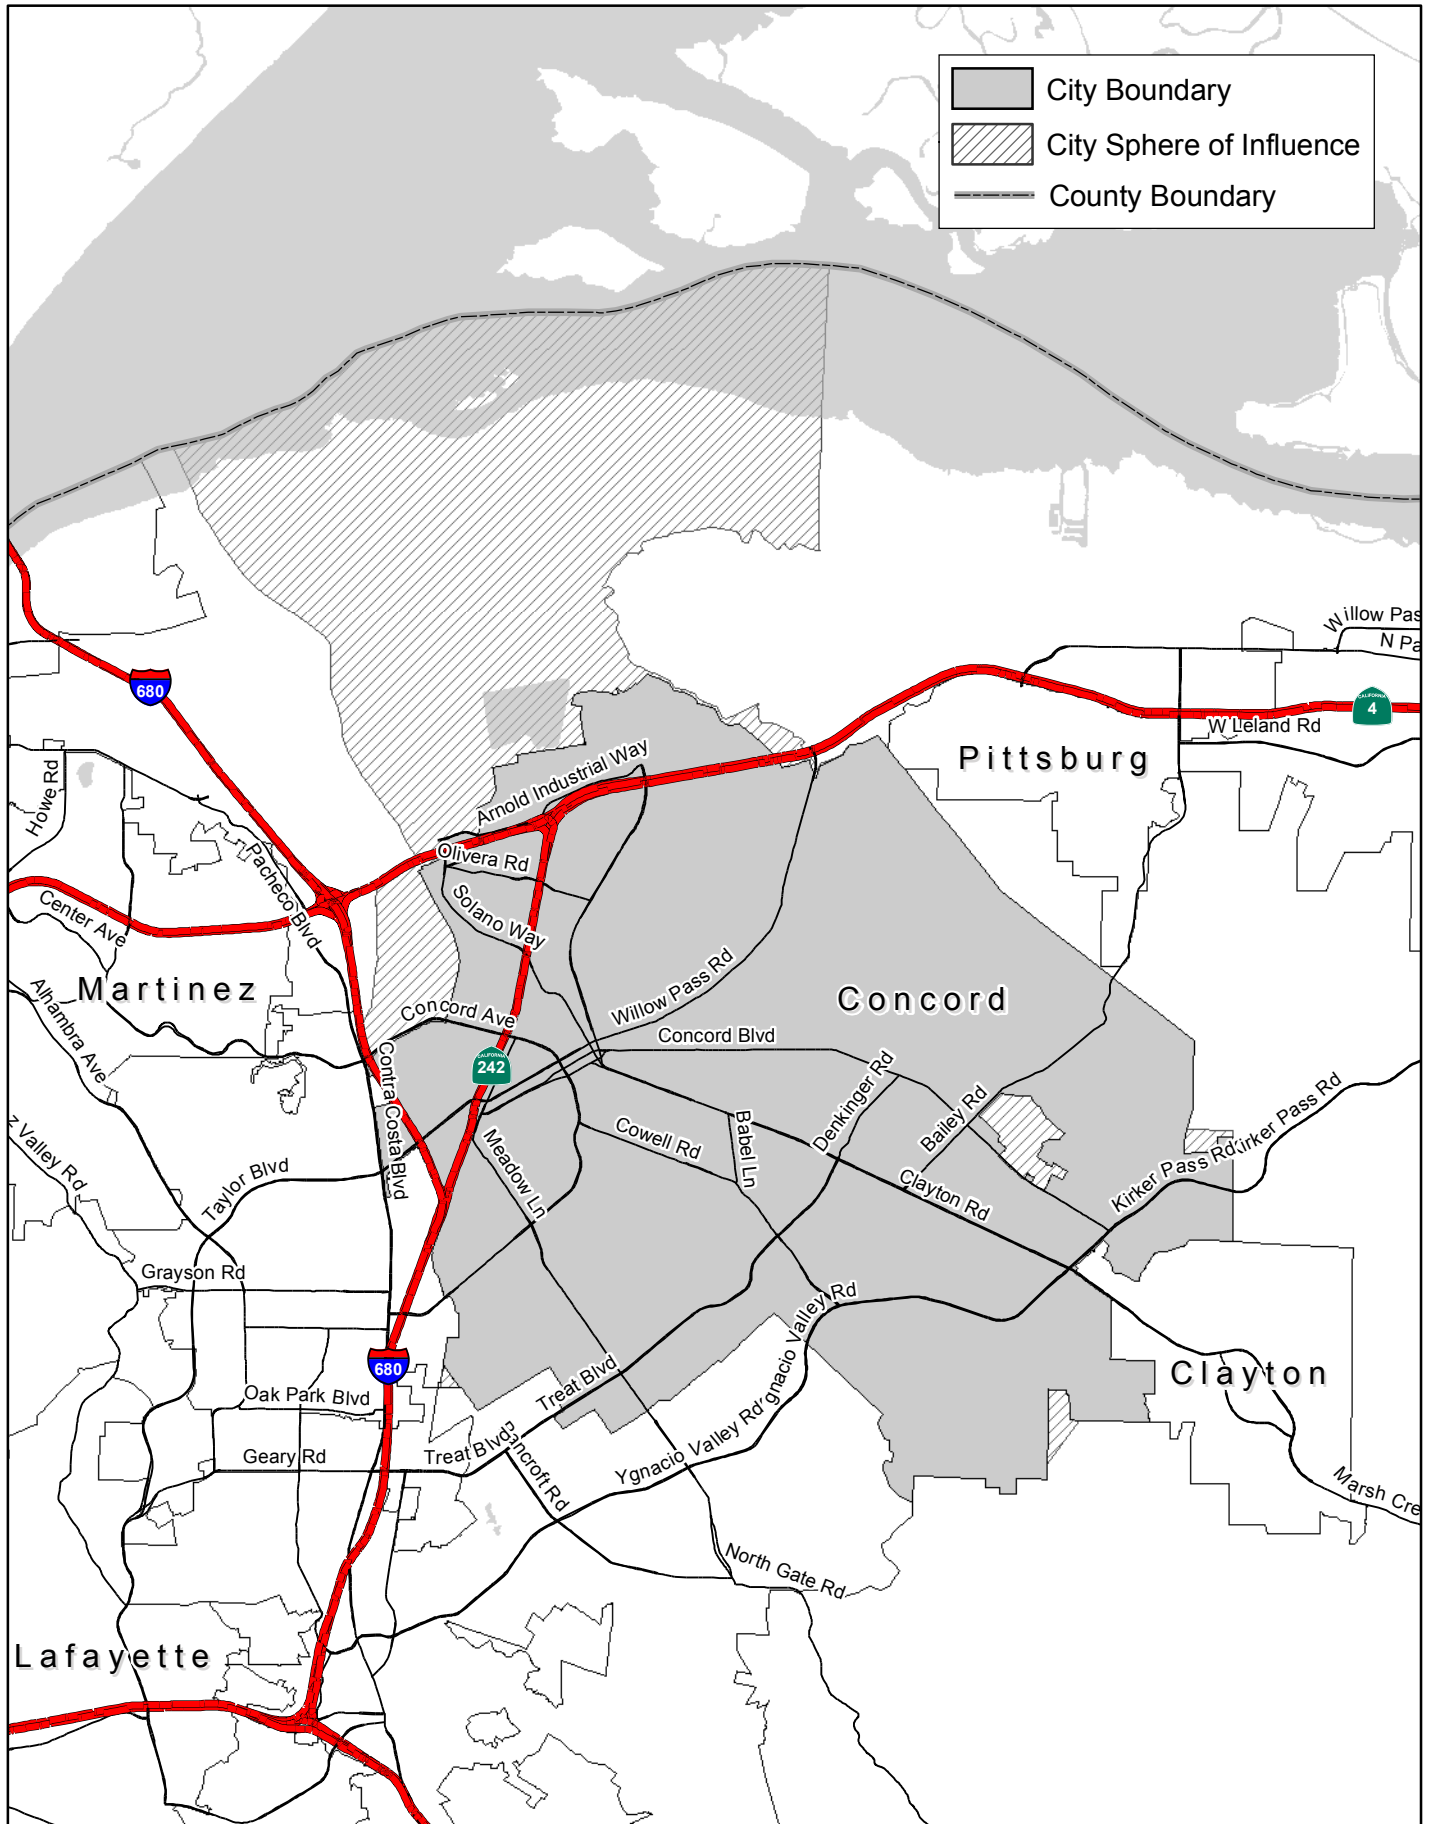 City Boundary
City Sphere of Influence
County Boundary
Willow Pas
N Pa
680
CALIFORNIA
4
W Leland Rd
Pittsburg
Arnold Industrial Way
Howe Rd
Olivera Rd
Pacheco Blvd
Solano Way
Center Ave
Willow Pass Rd
Martinez
Concord
Alhambra Ave
Concord Ave
Concord Blvd
CALIFORNIA
242
Contra Costa Blvd
Denkinger Rd
Bailey Rd
Kirker Pass Rd
Kirker Pass Rd
z Valley Rd
Babel Ln
Cowell Rd
Meadow Ln
Taylor Blvd
Clayton Rd
Grayson Rd
Ygnacio Valley Rd
680
Clayton
Oak Park Blvd
Treat Blvd
Treat Blvd
Geary Rd
Bancroft Rd
Ygnacio Valley Rd
Marsh Cre
North Gate Rd
Lafayette